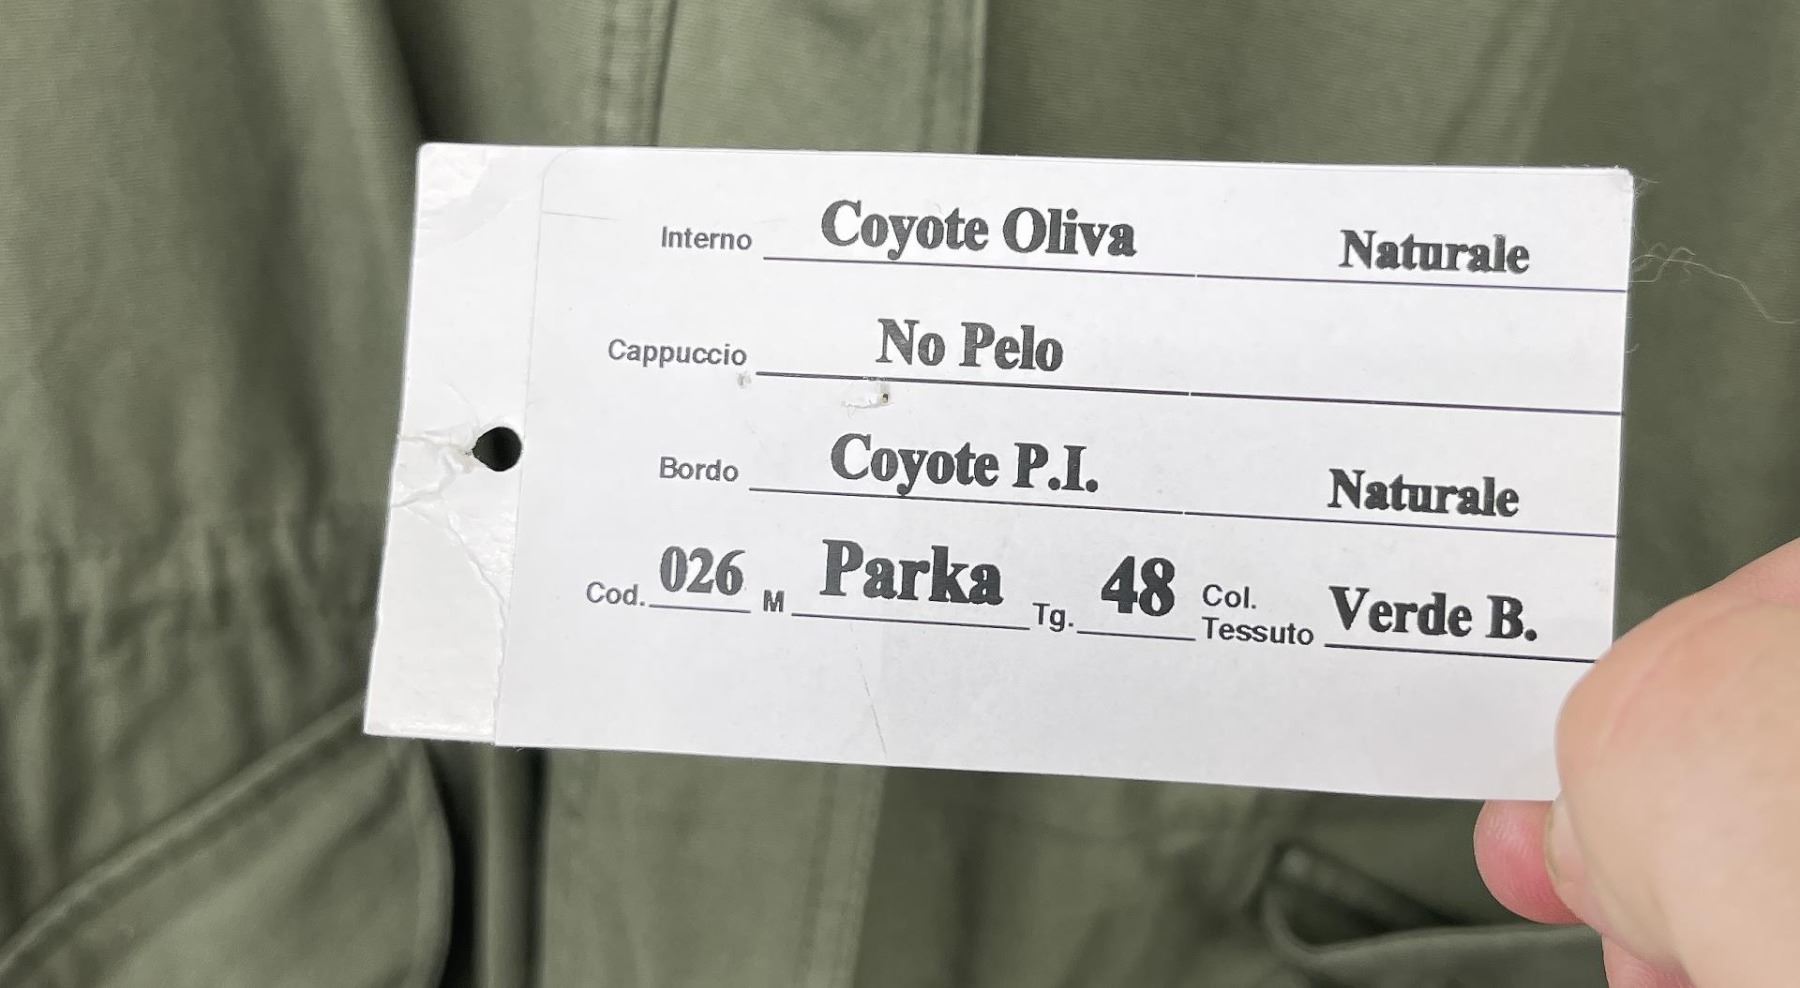 Interno Coyote Oliva Naturale
Cappuccio No Pelo
Bordo Coyote P.I. Naturale
Cod. 026 M Parka Tg. 48 Col. Tessuto Verde B.